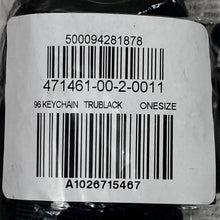 500094281878
471461-00-2-0011
96 KEYCHAIN TRUBLACK ONESIZE
A1026715467